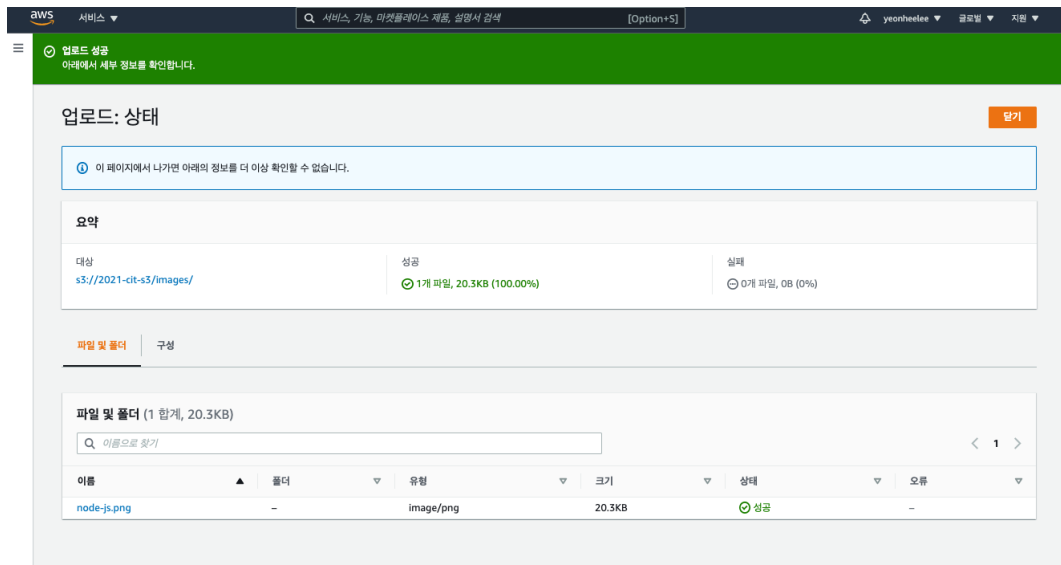 aws 서비스 ▼ 서비스, 기능, 마켓플레이스 제품, 설명서 검색 [Option+S] yeonheelee ▼ 글로벌 ▼ 지원 ▼
업로드 성공
아래에서 세부 정보를 확인합니다.
업로드: 상태 닫기
이 페이지에서 나가면 아래의 정보를 더 이상 확인할 수 없습니다.
요약
대상 성공 실패
s3://2021-cit-s3/images/ 1개 파일, 20.3KB (100.00%) 0개 파일, 0B (0%)
파일 및 폴더 구성
파일 및 폴더 (1 합계, 20.3KB)
이름으로 찾기 < 1 >
이름 ▲ 폴더 ▽ 유형 ▽ 크기 ▽ 상태 ▽ 오류 ▽
node-js.png – image/png 20.3KB 성공 –